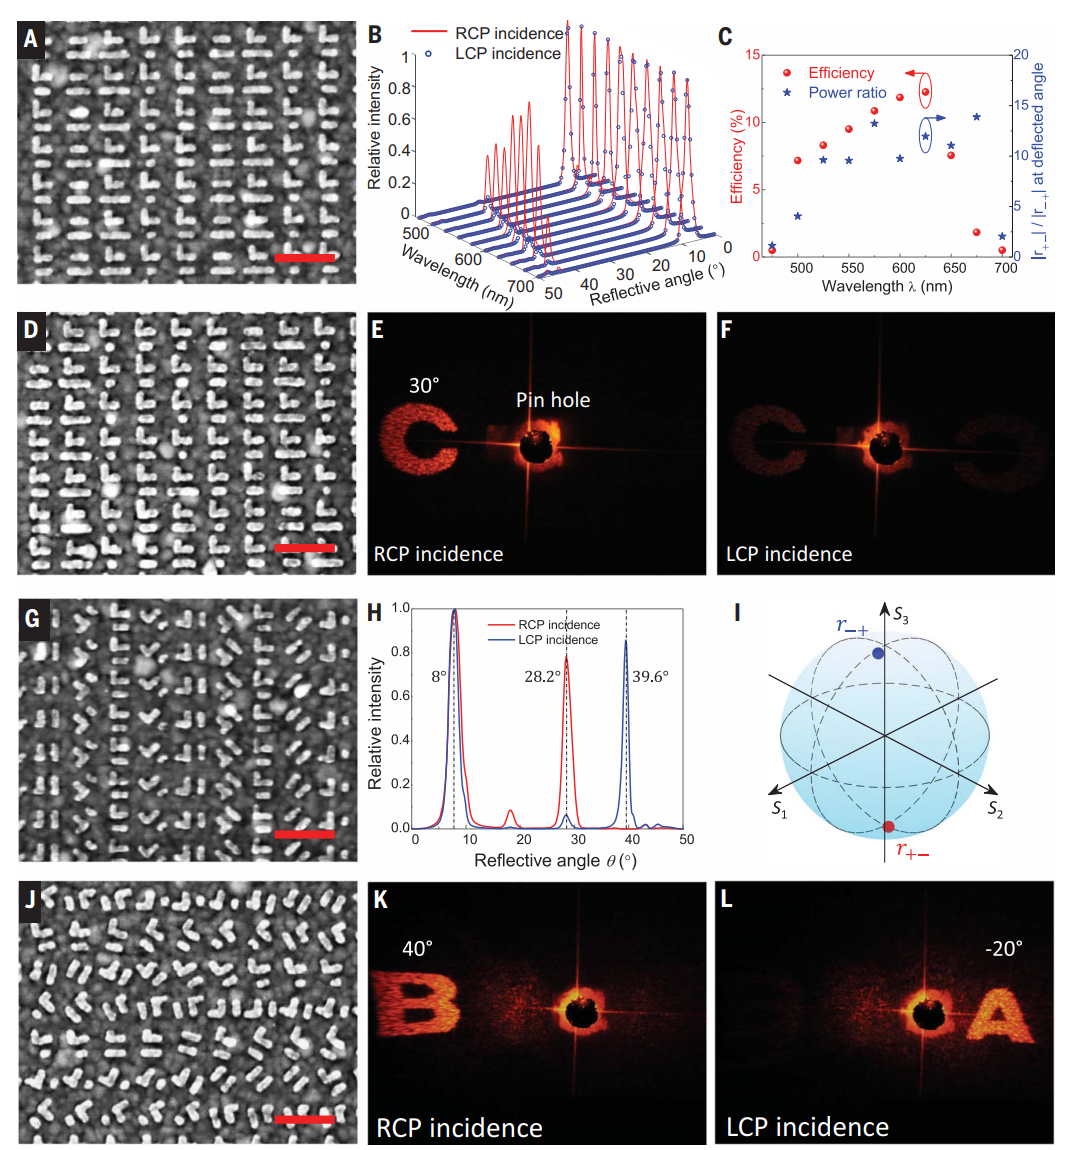 A
B
RCP incidence
LCP incidence
Relative intensity
1
0.8
0.6
0.4
0.2
0
500
600
700
Wavelength (nm)
50
40
30
20
10
0
Reflective angle (°)
C
Efficiency
Power ratio
15
10
5
0
Efficiency (%)
20
15
10
5
0
|r+−| / |r−+| at deflected angle
500
550
600
650
700
Wavelength λ (nm)
D
E
30°
Pin hole
RCP incidence
F
LCP incidence
G
H
RCP incidence
LCP incidence
1.0
0.8
0.6
0.4
0.2
0.0
Relative intensity
8°
28.2°
39.6°
0
10
20
30
40
50
Reflective angle θ (°)
I
r−+
S3
S1
S2
r+−
J
K
40°
B
RCP incidence
L
-20°
A
LCP incidence